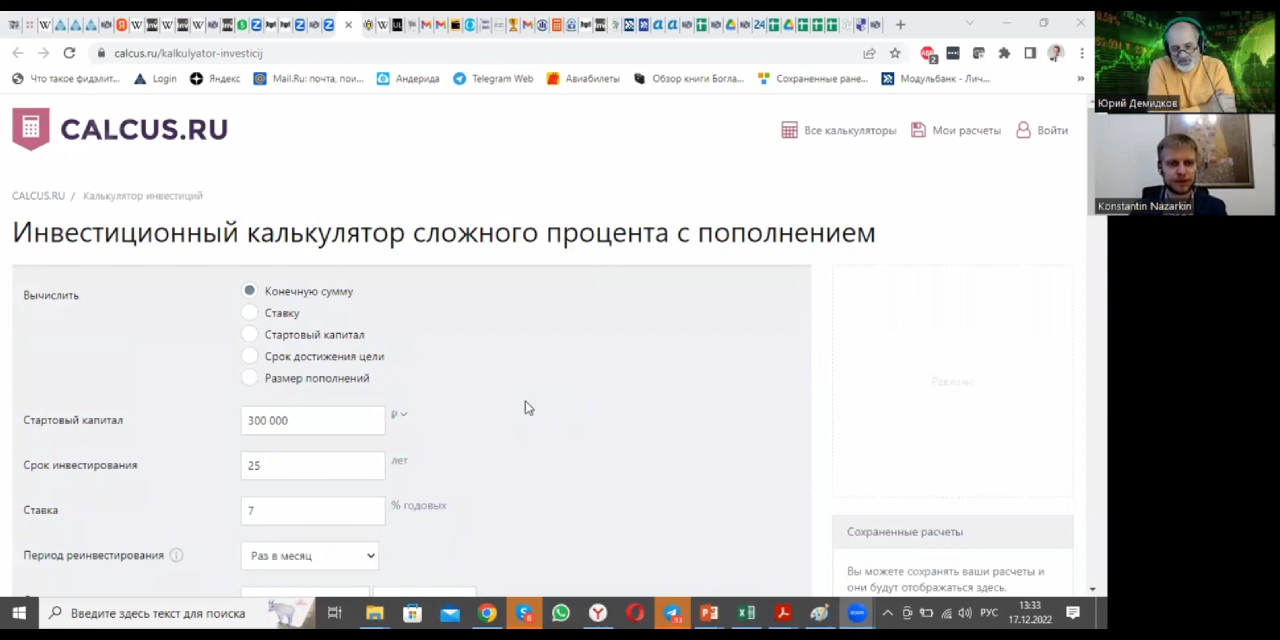 calcus.ru/kalkulyator-investicij
Что такое фидэлит... Login Яндекс Mail.Ru: почта, пои... Андерида Telegram Web Авиабилеты Обзор книги Богла... Сохраненные ране... Модульбанк - Лич... »
CALCUS.RU
Все калькуляторы Мои расчеты Войти
CALCUS.RU / Калькулятор инвестиций
Инвестиционный калькулятор сложного процента с пополнением
Вычислить
Конечную сумму
Ставку
Стартовый капитал
Срок достижения цели
Размер пополнений
Стартовый капитал 300 000 ₽
Срок инвестирования 25 лет
Ставка 7 % годовых
Период реинвестирования Раз в месяц
Реклама
Сохраненные расчеты
Вы можете сохранять ваши расчеты и
они будут отображаться здесь.
Юрий Демидков
Konstantin Nazarkin
Введите здесь текст для поиска
РУС
13:33
17.12.2022